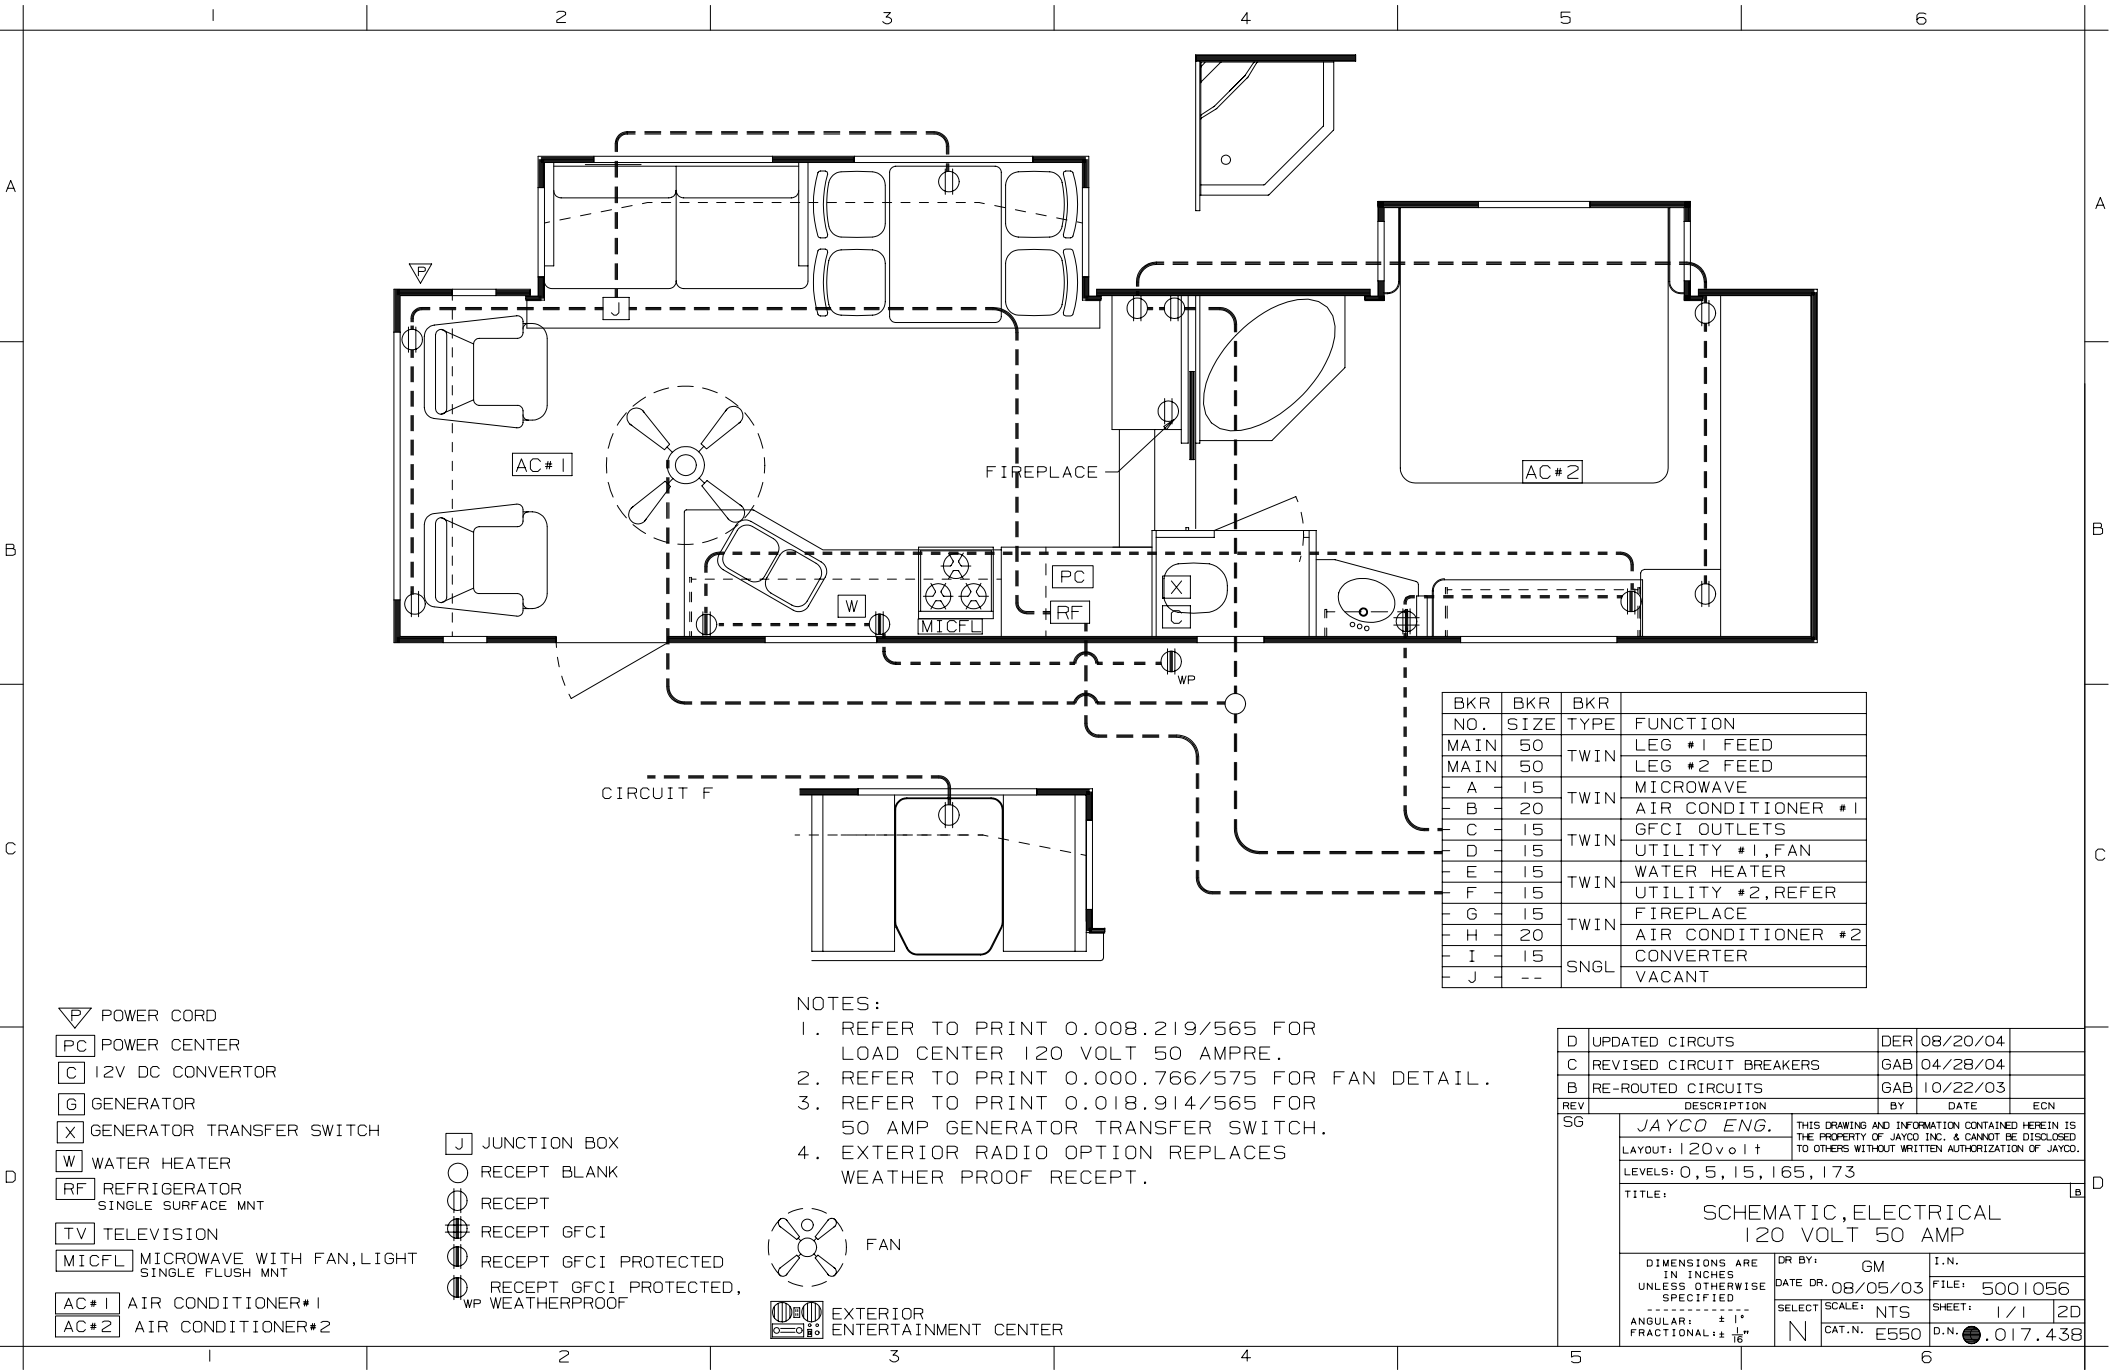 1 2 3 4 5 6
A
A
P
J
AC#1
FIREPLACE
AC#2
B
B
PC
X
W
RF
C
MICFL
WP
BKR BKR BKR
NO. SIZE TYPE FUNCTION
MAIN 50 TWIN LEG #1 FEED
MAIN 50 LEG #2 FEED
A 15 TWIN MICROWAVE
B 20 AIR CONDITIONER #1
C 15 TWIN GFCI OUTLETS
D 15 UTILITY #1,FAN
E 15 TWIN WATER HEATER
F 15 UTILITY #2,REFER
G 15 TWIN FIREPLACE
H 20 AIR CONDITIONER #2
I 15 SNGL CONVERTER
J -- VACANT
CIRCUIT F
C
C
NOTES:
1. REFER TO PRINT 0.008.219/565 FOR
LOAD CENTER 120 VOLT 50 AMPRE.
2. REFER TO PRINT 0.000.766/575 FOR FAN DETAIL.
3. REFER TO PRINT 0.018.914/565 FOR
50 AMP GENERATOR TRANSFER SWITCH.
4. EXTERIOR RADIO OPTION REPLACES
WEATHER PROOF RECEPT.
P POWER CORD
PC POWER CENTER
C 12V DC CONVERTOR
G GENERATOR
X GENERATOR TRANSFER SWITCH
W WATER HEATER
RF REFRIGERATOR
SINGLE SURFACE MNT
TV TELEVISION
MICFL MICROWAVE WITH FAN,LIGHT
SINGLE FLUSH MNT
AC#1 AIR CONDITIONER#1
AC#2 AIR CONDITIONER#2
J JUNCTION BOX
RECEPT BLANK
RECEPT
RECEPT GFCI
RECEPT GFCI PROTECTED
RECEPT GFCI PROTECTED,
WP WEATHERPROOF
FAN
EXTERIOR
ENTERTAINMENT CENTER
D UPDATED CIRCUTS DER 08/20/04
C REVISED CIRCUIT BREAKERS GAB 04/28/04
B RE-ROUTED CIRCUITS GAB 10/22/03
REV DESCRIPTION BY DATE ECN
SG
JAYCO ENG.
LAYOUT: 120volt
THIS DRAWING AND INFORMATION CONTAINED HEREIN IS
THE PROPERTY OF JAYCO INC. & CANNOT BE DISCLOSED
TO OTHERS WITHOUT WRITTEN AUTHORIZATION OF JAYCO.
LEVELS: 0,5,15,165,173
TITLE: B
SCHEMATIC,ELECTRICAL
120 VOLT 50 AMP
DIMENSIONS ARE
IN INCHES
UNLESS OTHERWISE
SPECIFIED
-------------
ANGULAR: ± 1°
FRACTIONAL:± 1/16"
DR BY: GM I.N.
DATE DR. 08/05/03 FILE: 5001056
SELECT N SCALE: NTS SHEET: 1/1 2D
CAT.N. E550 D.N. .017.438
D
D
1 2 3 4 5 6